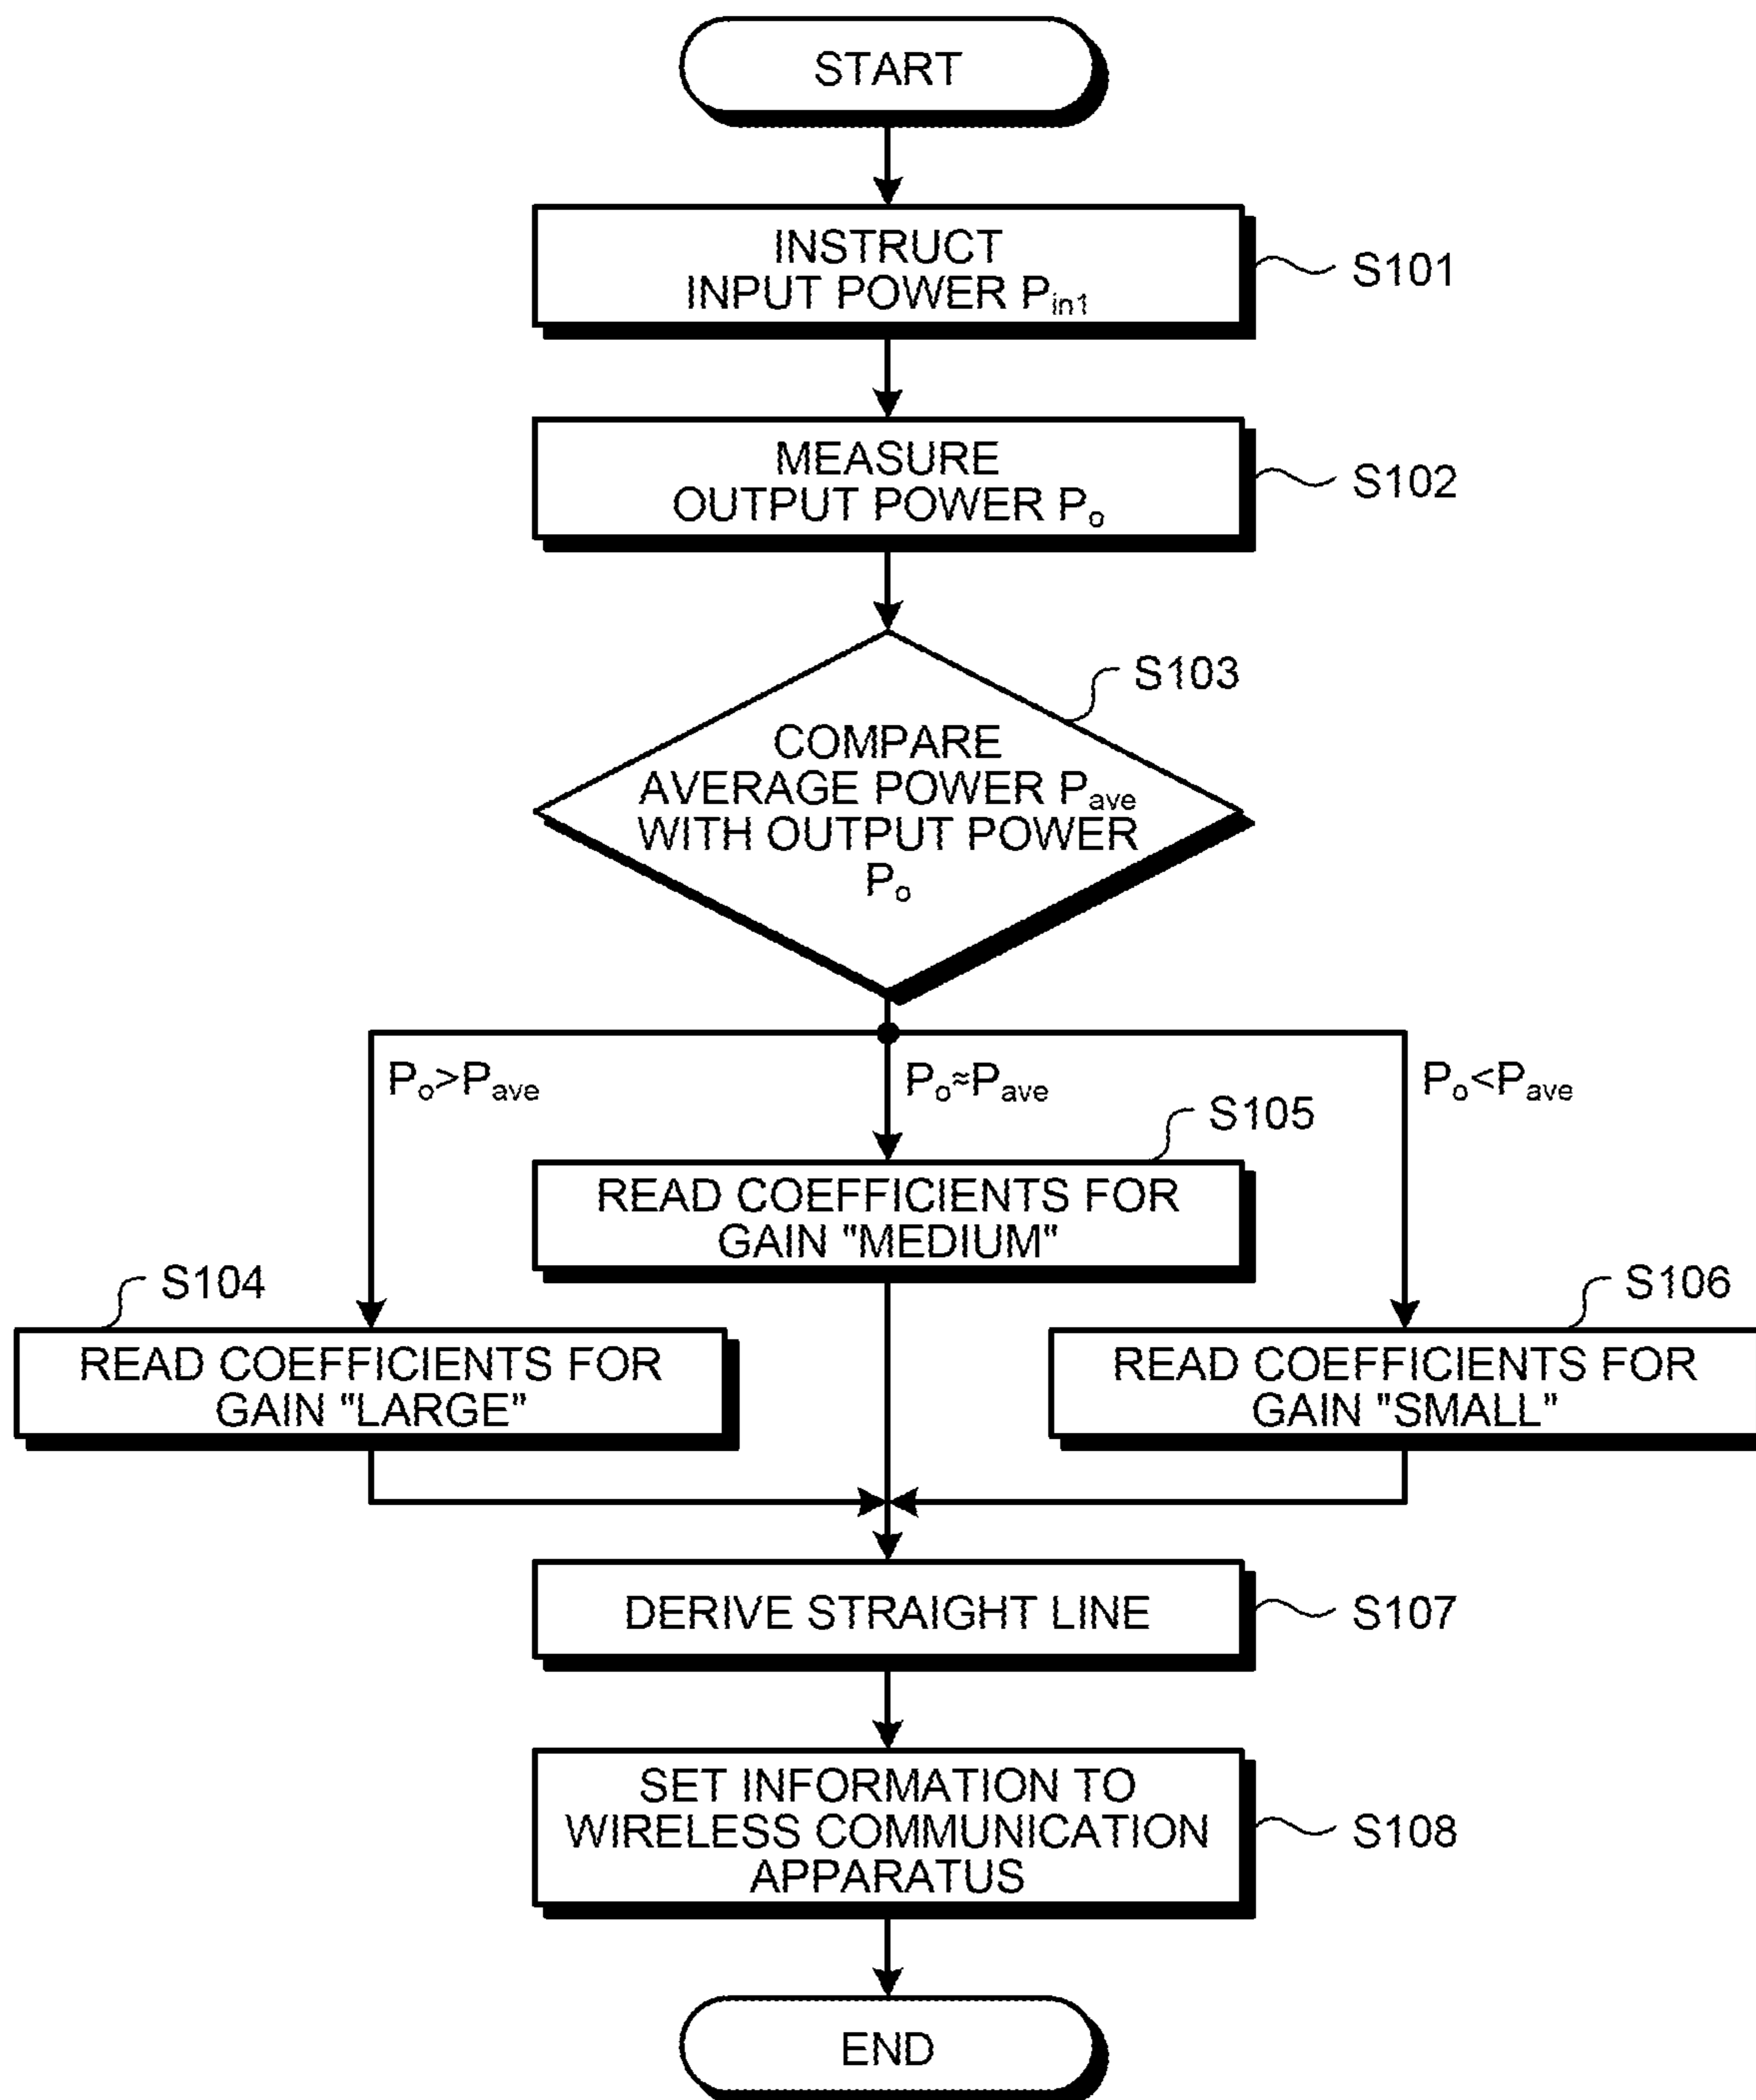 START
INSTRUCT
INPUT POWER Pin1
S101
MEASURE
OUTPUT POWER Po
S102
S103
COMPARE
AVERAGE POWER Pave
WITH OUTPUT POWER
Po
Po>Pave
Po≈Pave
Po<Pave
S105
READ COEFFICIENTS FOR
GAIN "MEDIUM"
S104
READ COEFFICIENTS FOR
GAIN "LARGE"
S106
READ COEFFICIENTS FOR
GAIN "SMALL"
DERIVE STRAIGHT LINE
S107
SET INFORMATION TO
WIRELESS COMMUNICATION
APPARATUS
S108
END